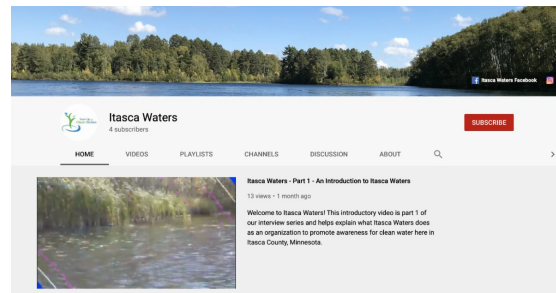 Itasca Waters Facebook
Itasca Waters
4 subscribers
SUBSCRIBE
HOME VIDEOS PLAYLISTS CHANNELS DISCUSSION ABOUT
Itasca Waters - Part 1 - An Introduction to Itasca Waters
13 views • 1 month ago
Welcome to Itasca Waters! This introductory video is part 1 of
our interview series and helps explain what Itasca Waters does
as an organization to promote awareness for clean water here in
Itasca County, Minnesota.